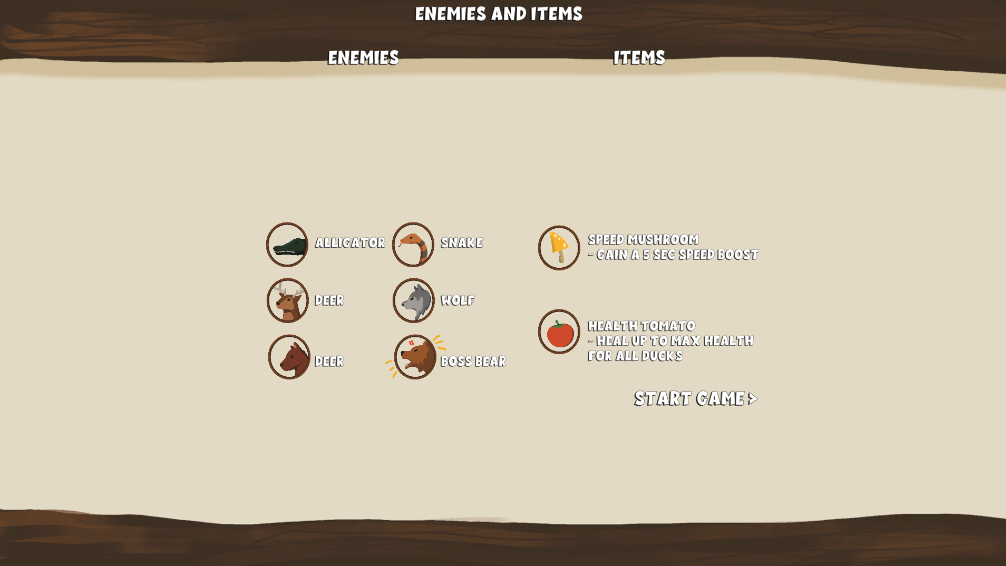 ENEMIES AND ITEMS
ENEMIES
ITEMS
ALLIGATOR
SNAKE
DEER
WOLF
DEER
BOSS BEAR
SPEED MUSHROOM
- GAIN A 5 SEC SPEED BOOST
HEALTH TOMATO
- HEAL UP TO MAX HEALTH
FOR ALL DUCKS
START GAME >